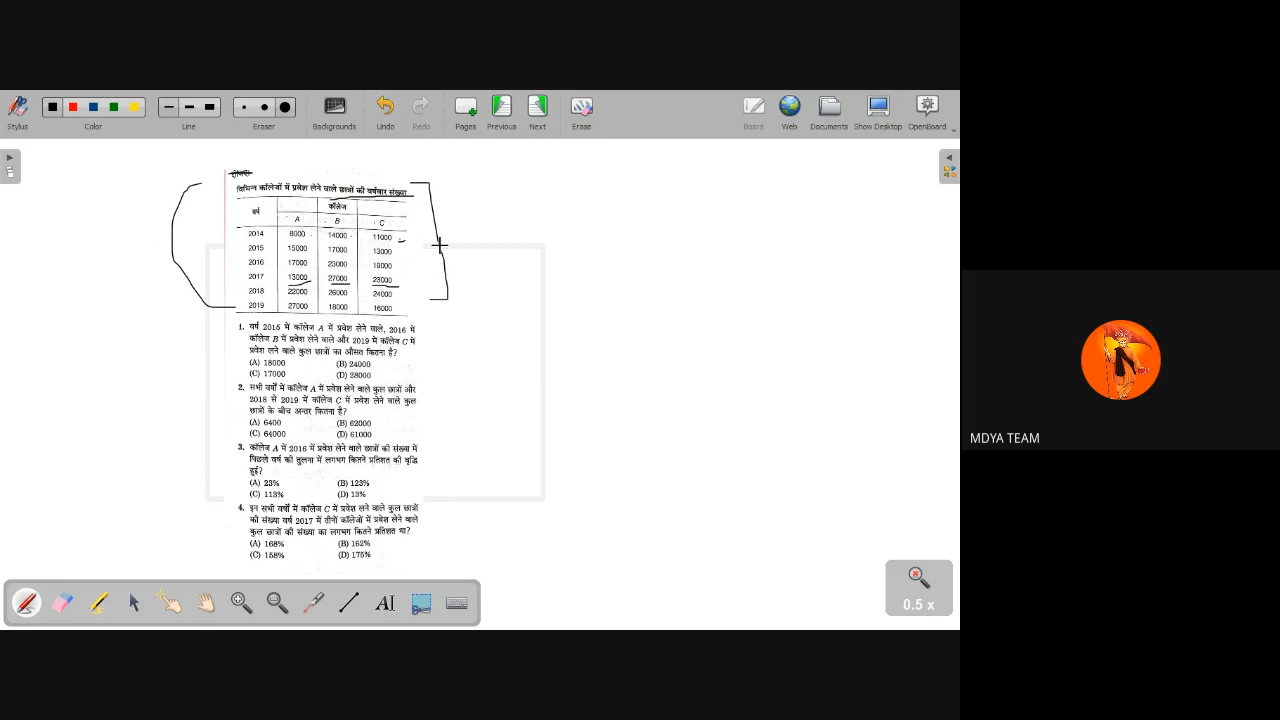 Stylus Color Line Eraser Backgrounds Undo Redo Pages Previous Next Erase Board Web Documents Show Desktop OpenBoard
विभिन्न कॉलेजों में प्रवेश लेने वाले छात्रों की वर्षवार संख्या
वर्ष कॉलेज
A B C
2014 8000 14000 11000
2015 15000 17000 13000
2016 17000 23000 19000
2017 13000 27000 23000
2018 22000 26000 24000
2019 27000 18000 16000
1. वर्ष 2015 में कॉलेज A में प्रवेश लेने वाले, 2016 में
कॉलेज B में प्रवेश लेने वाले और 2019 में कॉलेज C में
प्रवेश लने वाले कुल छात्रों का औसत कितना है?
(A) 18000 (B) 24000
(C) 17000 (D) 28000
2. सभी वर्षों में कॉलेज A में प्रवेश लेने वाले कुल छात्रों और
2018 से 2019 में कॉलेज C में प्रवेश लेने वाले कुल
छात्रों के बीच अन्तर कितना है?
(A) 6400 (B) 62000
(C) 64000 (D) 61000
3. कॉलेज A में 2016 में प्रवेश लेने वाले छात्रों की संख्या में
पिछले वर्ष की तुलना में लगभग कितने प्रतिशत की वृद्धि
हुई?
(A) 23% (B) 123%
(C) 113% (D) 13%
4. इन सभी वर्षों में कॉलेज C में प्रवेश लने वाले कुल छात्रों
की संख्या वर्ष 2017 में तीनों कॉलेजों में प्रवेश लेने वाले
कुल छात्रों की संख्या का लगभग कितने प्रतिशत था?
(A) 168% (B) 162%
(C) 158% (D) 175%
0.5 x
MDYA TEAM